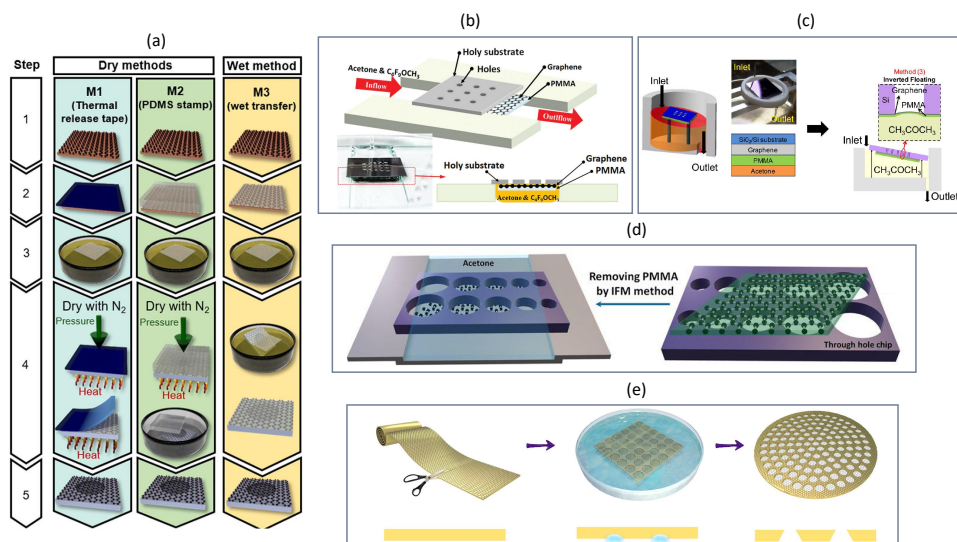 (a)
Step
Dry methods
Wet method
M1
(Thermal
release tape)
M2
(PDMS stamp)
M3
(wet transfer)
1
2
3
4
Dry with N₂
Pressure
Heat
Heat
Dry with N₂
Pressure
Heat
5
(b)
Holy substrate
Acetone & C₅F₉OCH₃
Holes
Graphene
PMMA
Inflow
Outflow
Graphene
Holy substrate
PMMA
Acetone & C₅F₉OCH₃
(c)
Inlet
Outlet
Inlet
Outlet
SiO₂/Si substrate
Graphene
PMMA
Acetone
Method (3)
Inverted Floating
Graphene
Si
PMMA
CH₃COCH₃
Inlet
CH₃COCH₃
Outlet
(d)
Acetone
Removing PMMA
by IFM method
Through hole chip
(e)